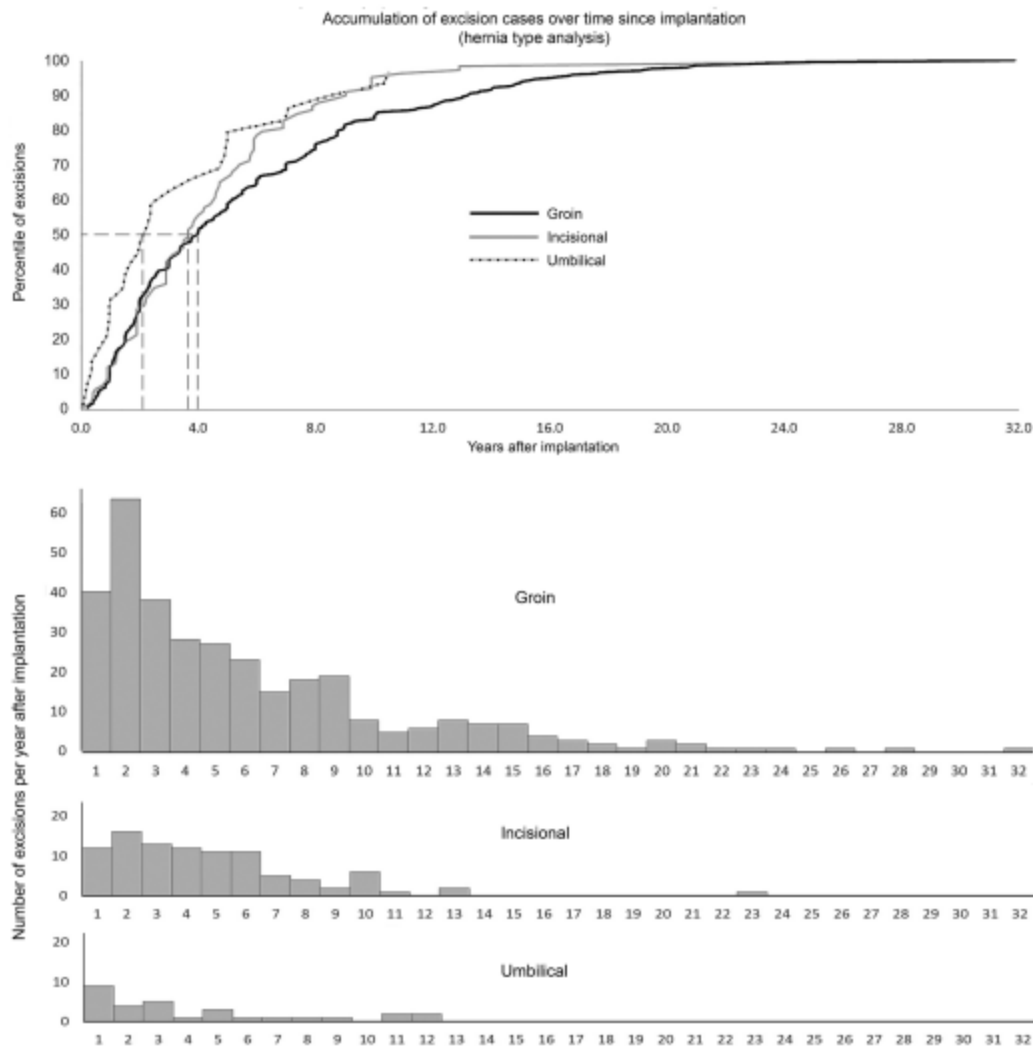 Accumulation of excision cases over time since implantation
(hernia type analysis)
Percentile of excisions
100
90
80
70
60
50
40
30
20
10
0
Groin
Incisional
Umbilical
0.0 4.0 8.0 12.0 16.0 20.0 24.0 28.0 32.0
Years after implantation
Number of excisions per year after implantation
60
50
40
30
20
10
0
Groin
1 2 3 4 5 6 7 8 9 10 11 12 13 14 15 16 17 18 19 20 21 22 23 24 25 26 27 28 29 30 31 32
20
10
0
Incisional
1 2 3 4 5 6 7 8 9 10 11 12 13 14 15 16 17 18 19 20 21 22 23 24 25 26 27 28 29 30 31 32
20
10
0
Umbilical
1 2 3 4 5 6 7 8 9 10 11 12 13 14 15 16 17 18 19 20 21 22 23 24 25 26 27 28 29 30 31 32